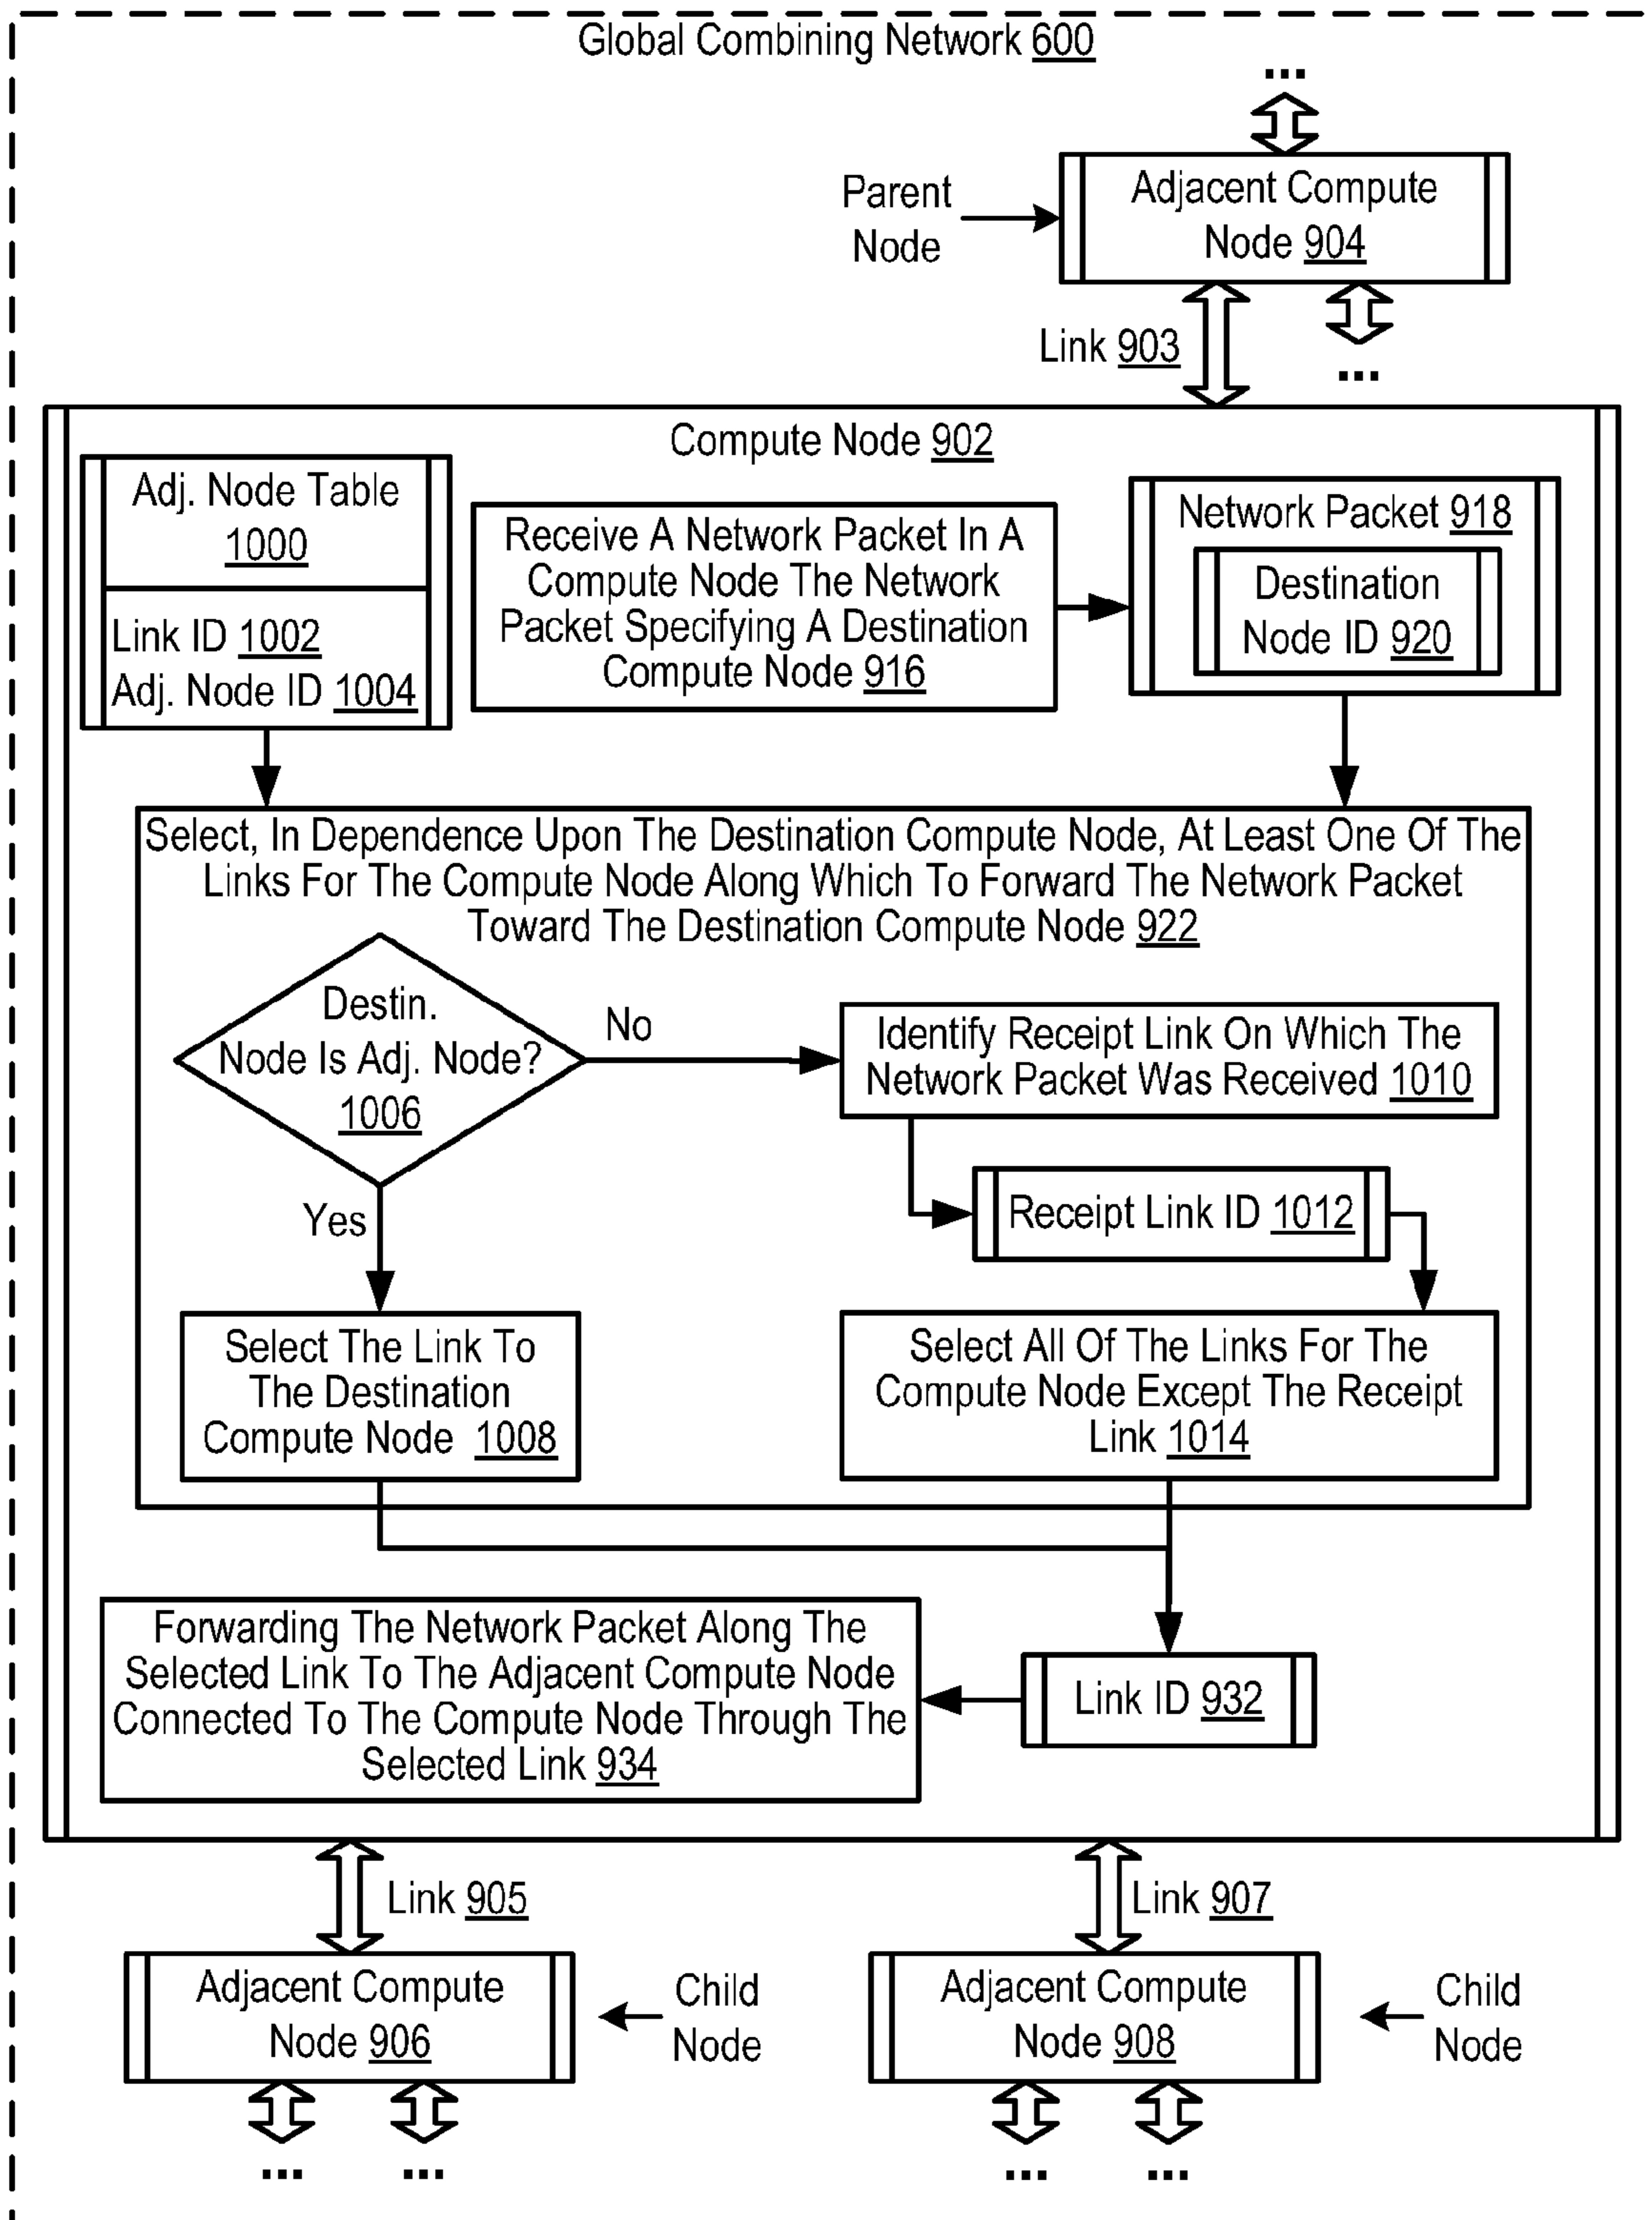 Global Combining Network 600
...
Parent
Node
Adjacent Compute
Node 904
Link 903
...
Compute Node 902
Adj. Node Table
1000
Link ID 1002
Adj. Node ID 1004
Receive A Network Packet In A
Compute Node The Network
Packet Specifying A Destination
Compute Node 916
Network Packet 918
Destination
Node ID 920
Select, In Dependence Upon The Destination Compute Node, At Least One Of The
Links For The Compute Node Along Which To Forward The Network Packet
Toward The Destination Compute Node 922
Destin.
Node Is Adj. Node?
1006
No
Yes
Identify Receipt Link On Which The
Network Packet Was Received 1010
Receipt Link ID 1012
Select The Link To
The Destination
Compute Node 1008
Select All Of The Links For The
Compute Node Except The Receipt
Link 1014
Forwarding The Network Packet Along The
Selected Link To The Adjacent Compute Node
Connected To The Compute Node Through The
Selected Link 934
Link ID 932
Link 905
Link 907
Adjacent Compute
Node 906
Child
Node
Adjacent Compute
Node 908
Child
Node
... ... ... ...